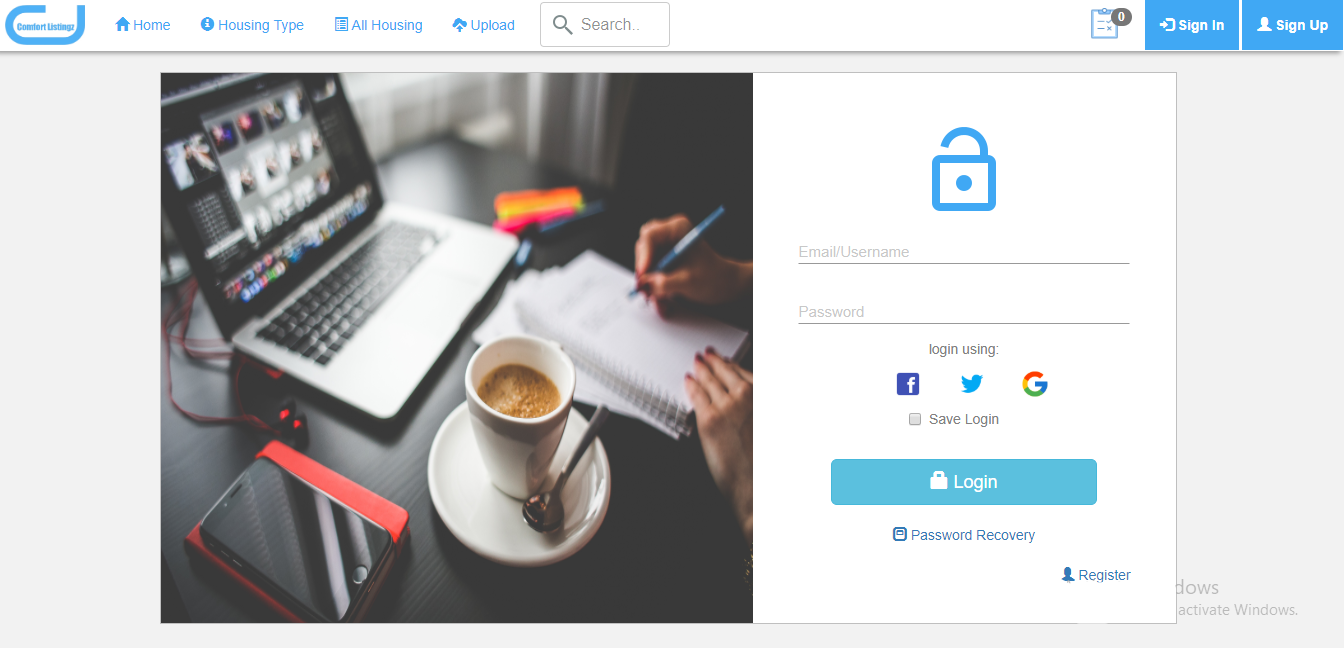 Comfort Listingz
Home
Housing Type
All Housing
Upload
Search..
0
Sign In
Sign Up
Email/Username
Password
login using:
Save Login
Login
Password Recovery
Register
dows
activate Windows.